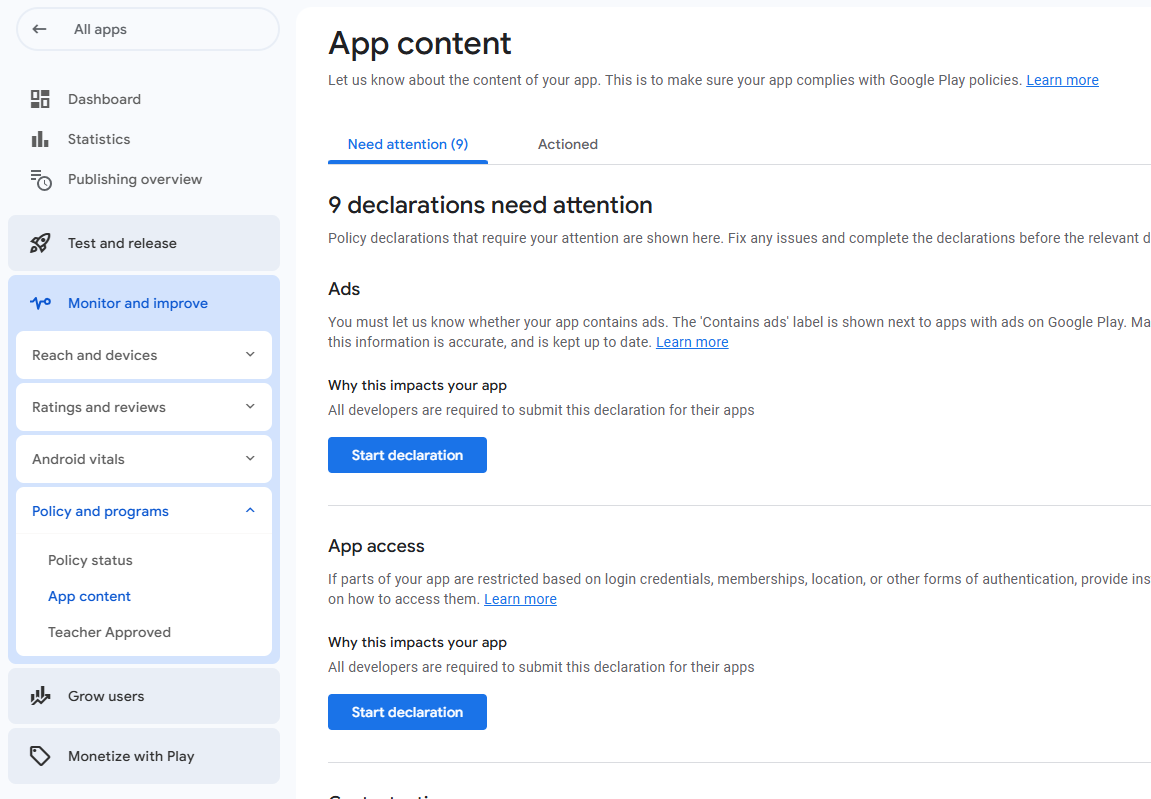 All apps
Dashboard
Statistics
Publishing overview
Test and release
Monitor and improve
Reach and devices
Ratings and reviews
Android vitals
Policy and programs
Policy status
App content
Teacher Approved
Grow users
Monetize with Play
App content
Let us know about the content of your app. This is to make sure your app complies with Google Play policies. Learn more
Need attention (9)
Actioned
9 declarations need attention
Policy declarations that require your attention are shown here. Fix any issues and complete the declarations before the relevant d
Ads
You must let us know whether your app contains ads. The 'Contains ads' label is shown next to apps with ads on Google Play. Ma
this information is accurate, and is kept up to date. Learn more
Why this impacts your app
All developers are required to submit this declaration for their apps
Start declaration
App access
If parts of your app are restricted based on login credentials, memberships, location, or other forms of authentication, provide ins
on how to access them. Learn more
Why this impacts your app
All developers are required to submit this declaration for their apps
Start declaration